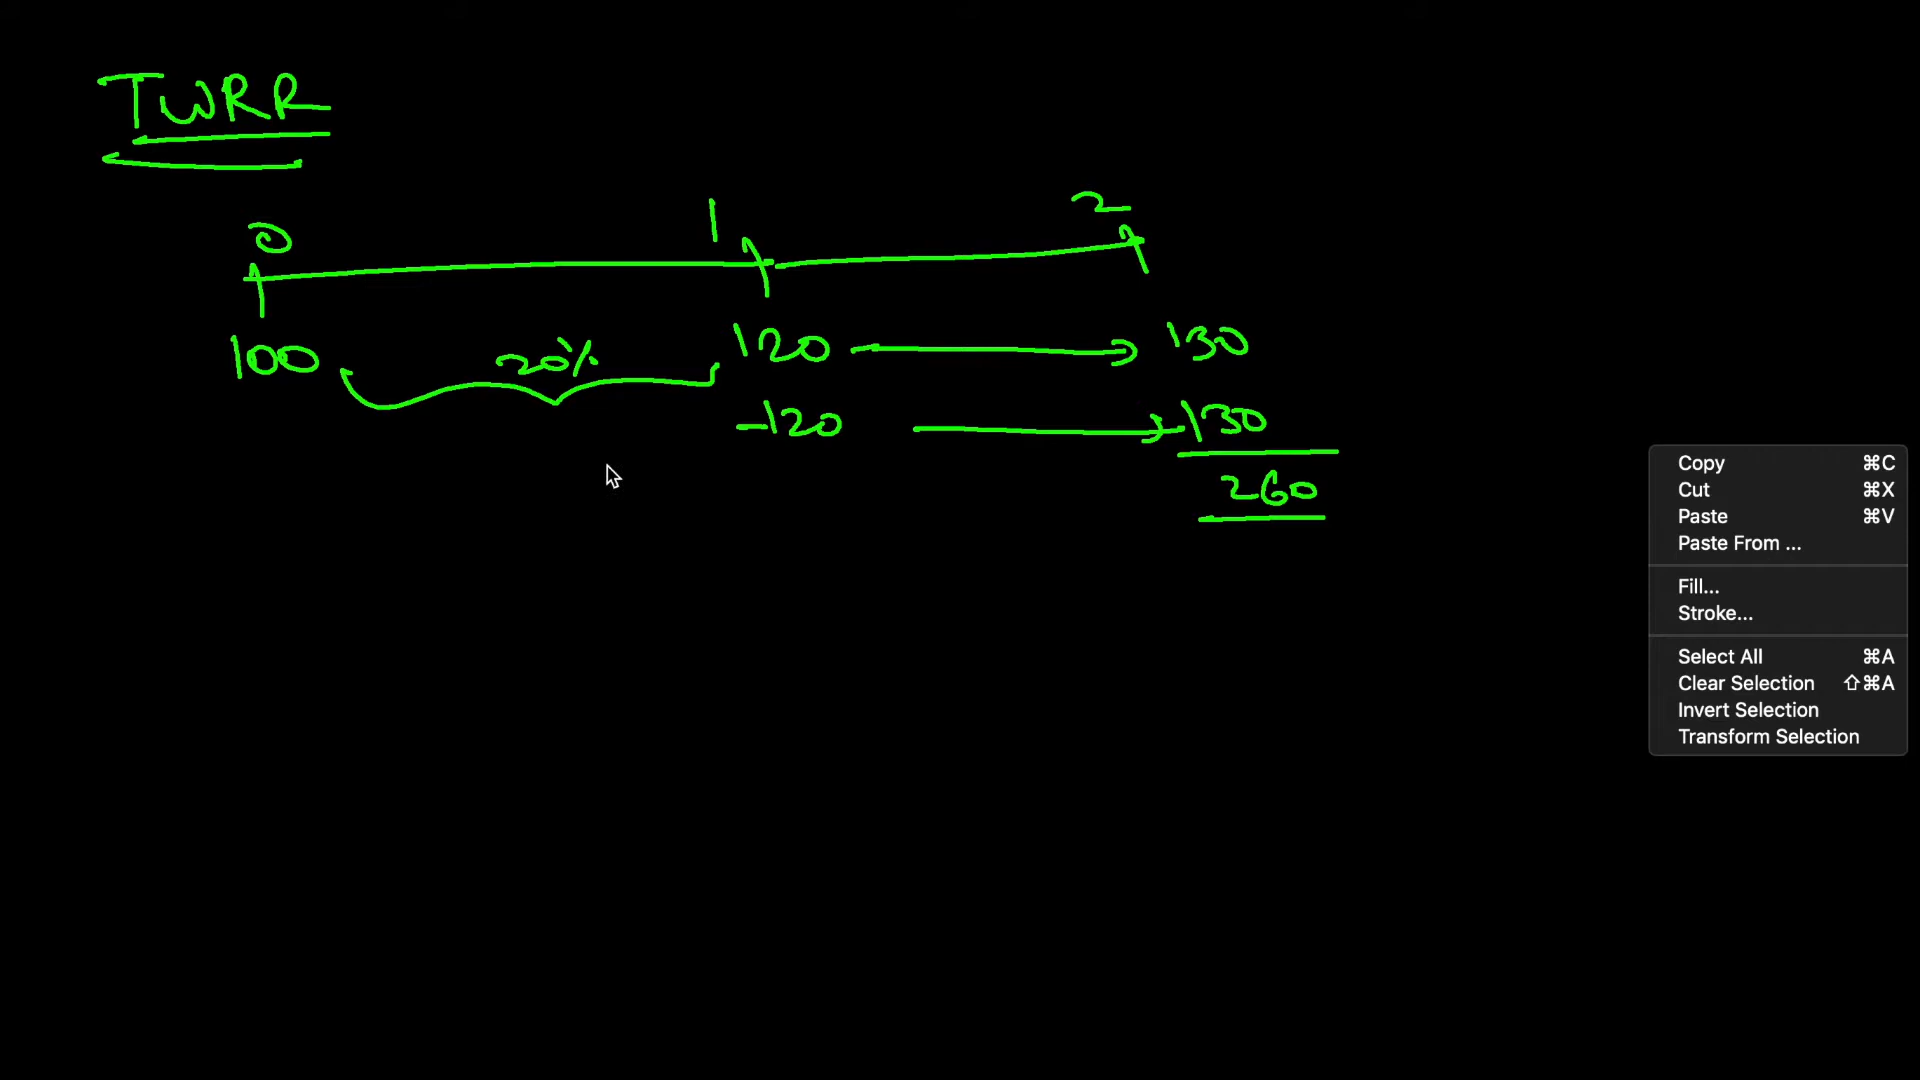 TWRR
0 1 2
100 20% 120 130
-120 130
260
Copy ⌘C
Cut ⌘X
Paste ⌘V
Paste From ...
Fill...
Stroke...
Select All ⌘A
Clear Selection ⇧⌘A
Invert Selection
Transform Selection